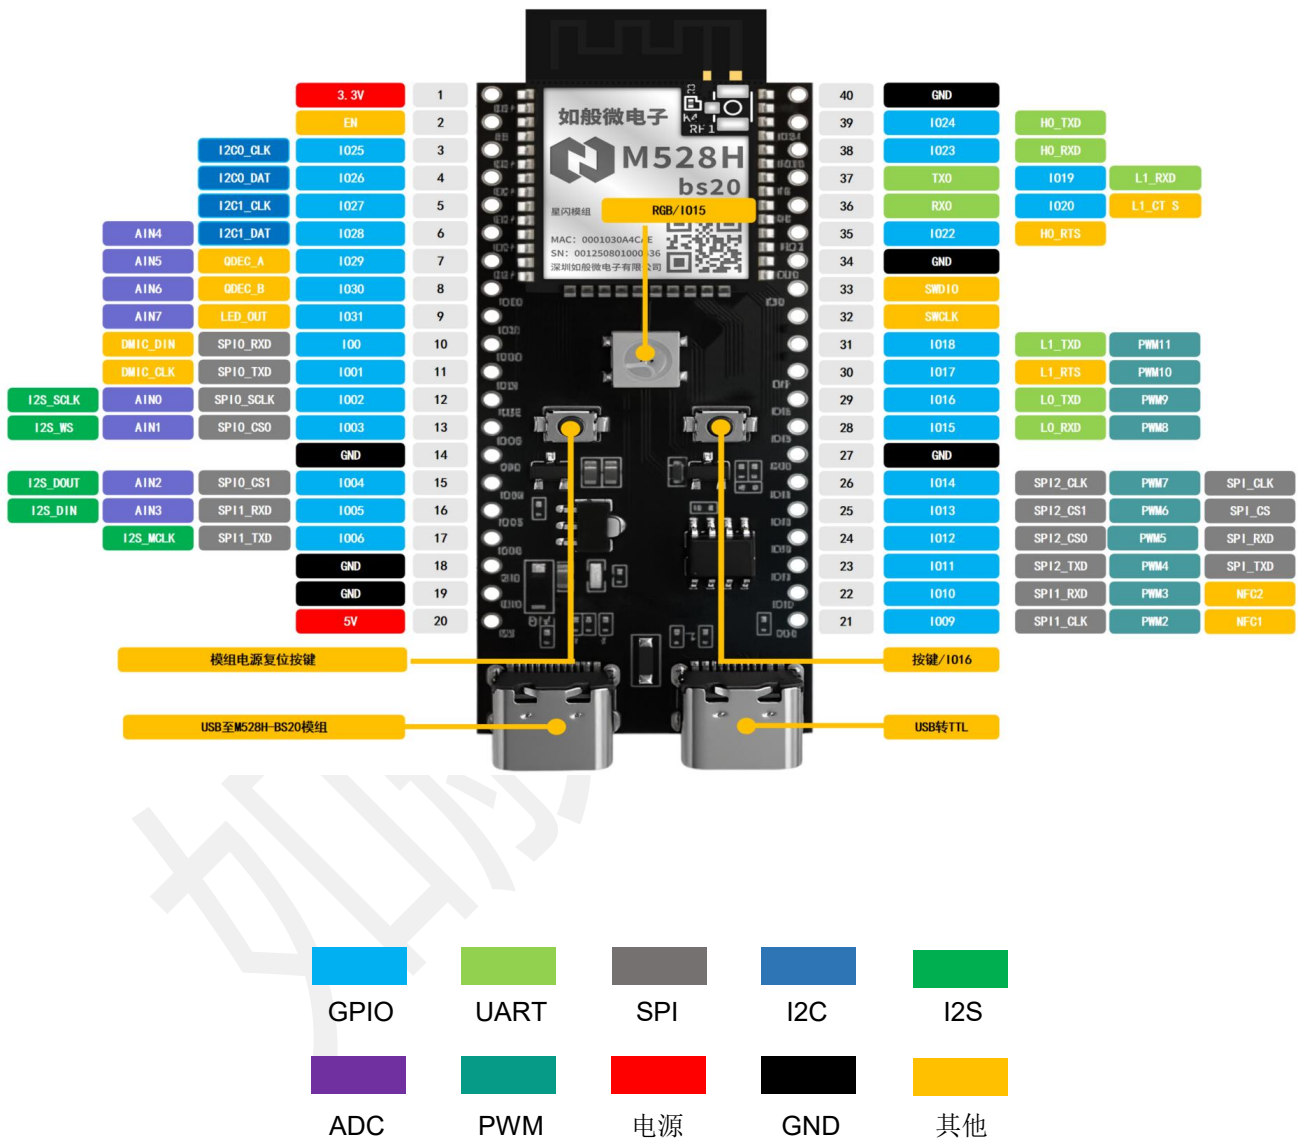 3.3V 1 40 GND
EN 2 39 IO24 H0_TXD
I2C0_CLK IO25 3 38 IO23 H0_RXD
I2C0_DAT IO26 4 37 TX0 IO19 L1_RXD
I2C1_CLK IO27 5 36 RX0 IO20 L1_CT S
AIN4 I2C1_DAT IO28 6 35 IO22 H0_RTS
AIN5 QDEC_A IO29 7 34 GND
AIN6 QDEC_B IO30 8 33 SWDIO
AIN7 LED_OUT IO31 9 32 SWCLK
DMIC_DIN SPI0_RXD IO0 10 31 IO18 L1_TXD PWM11
DMIC_CLK SPI0_TXD IO01 11 30 IO17 L1_RTS PWM10
I2S_SCLK AIN0 SPI0_SCLK IO02 12 29 IO16 L0_TXD PWM9
I2S_WS AIN1 SPI0_CS0 IO03 13 28 IO15 L0_RXD PWM8
GND 14 27 GND
I2S_DOUT AIN2 SPI0_CS1 IO04 15 26 IO14 SPI2_CLK PWM7 SPI_CLK
I2S_DIN AIN3 SPI1_RXD IO05 16 25 IO13 SPI2_CS1 PWM6 SPI_CS
I2S_MCLK SPI1_TXD IO06 17 24 IO12 SPI2_CS0 PWM5 SPI_RXD
GND 18 23 IO11 SPI2_TXD PWM4 SPI_TXD
GND 19 22 IO10 SPI1_RXD PWM3 NFC2
5V 20 21 IO09 SPI1_CLK PWM2 NFC1
如般微电子
RF1
M528H
bs20
星闪模组
RGB/IO15
MAC: 0001030A4CAE
深圳如般微电子有限公司
模组电源复位按键
按键/IO16
USB至M528H-BS20模组
USB转TTL
如般
GPIO UART SPI I2C I2S
ADC PWM 电源 GND 其他